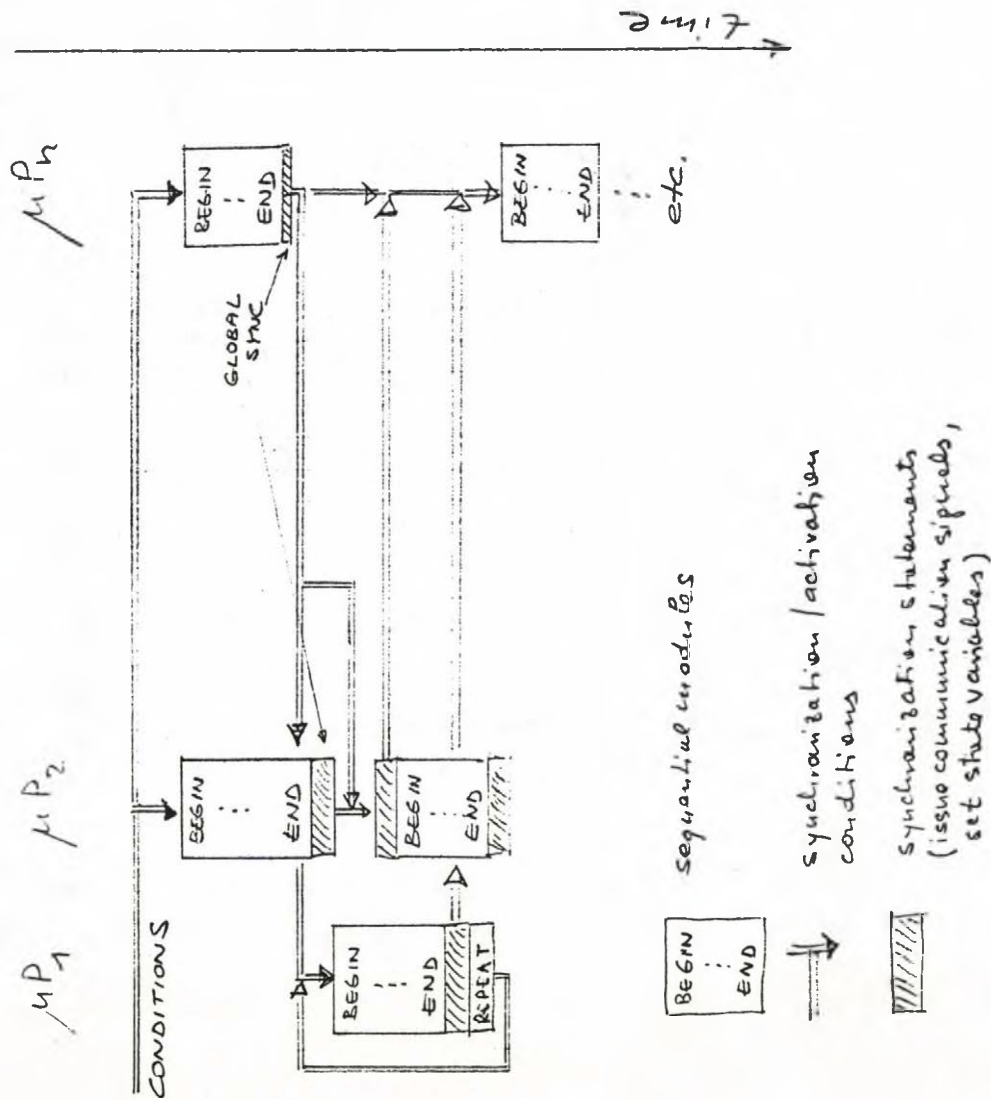 time
μP1
μP2
μPn
CONDITIONS
BEGIN
⋮
END
BEGIN
⋮
END
GLOBAL
SYNC
BEGIN
⋮
END
REPEAT
BEGIN
⋮
END
BEGIN
⋮
END
⋮
etc.
BEGIN
⋮
END
sequential modules
synchronization/activation
conditions
synchronization statements
(issue communication signals,
set state variables)